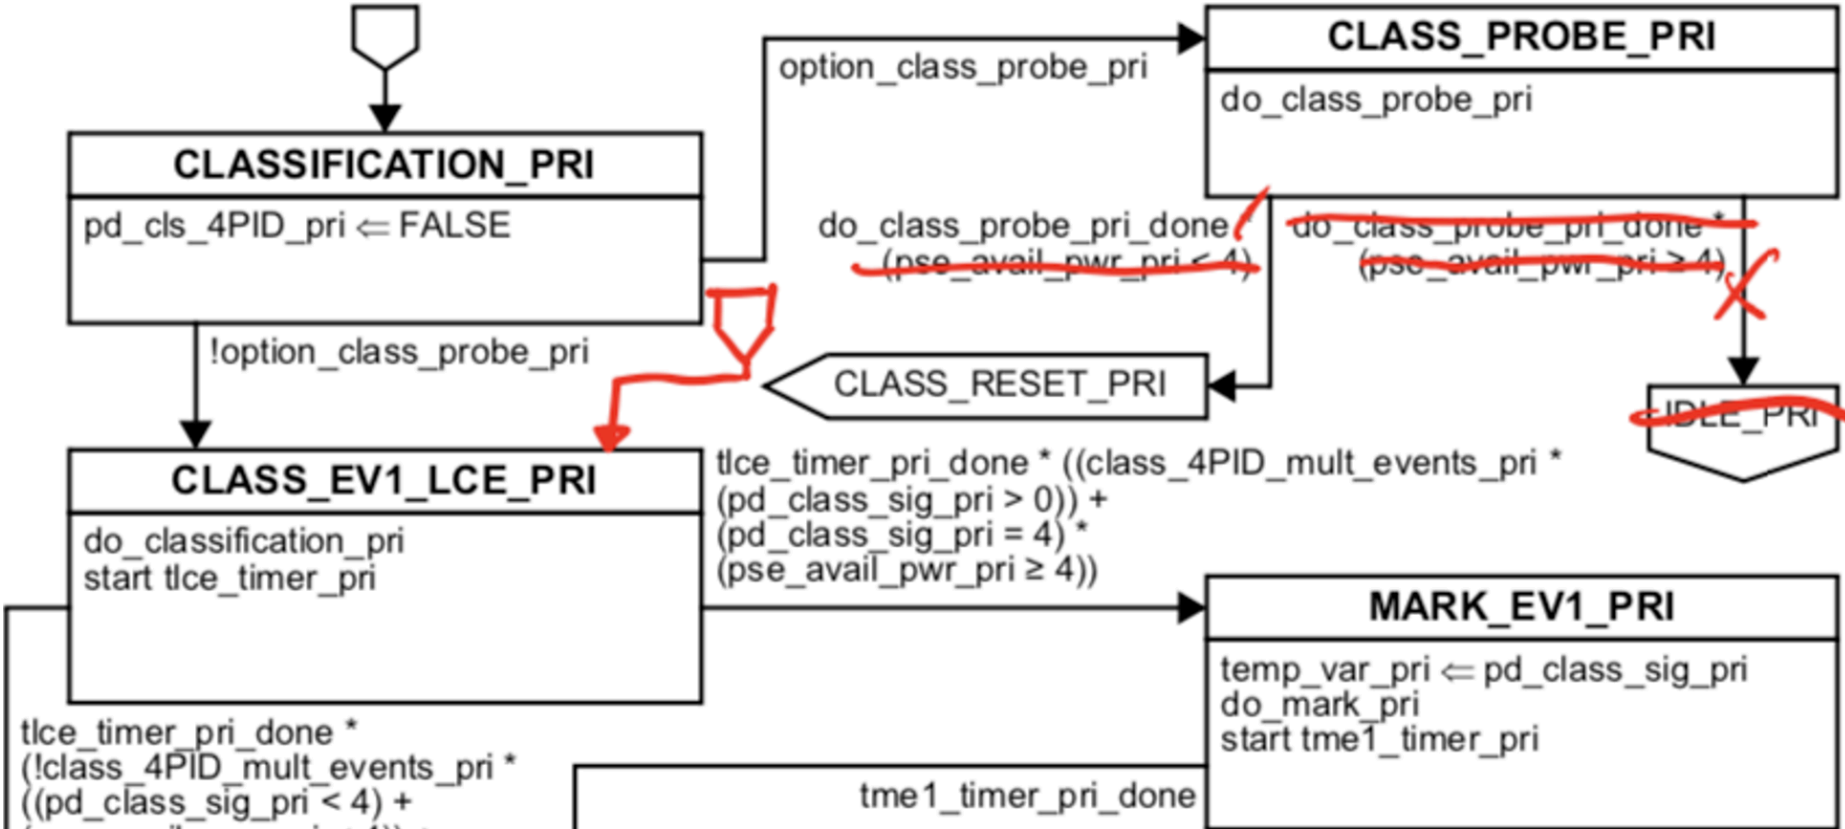 option_class_probe_pri
CLASS_PROBE_PRI
do_class_probe_pri
CLASSIFICATION_PRI
pd_cls_4PID_pri ⇐ FALSE
do_class_probe_pri_done *
(pse_avail_pwr_pri < 4)
do_class_probe_pri_done *
(pse_avail_pwr_pri ≥ 4)
!option_class_probe_pri
CLASS_RESET_PRI
IDLE_PRI
CLASS_EV1_LCE_PRI
do_classification_pri
start tlce_timer_pri
tlce_timer_pri_done * ((class_4PID_mult_events_pri *
(pd_class_sig_pri > 0)) +
(pd_class_sig_pri = 4) *
(pse_avail_pwr_pri ≥ 4))
MARK_EV1_PRI
temp_var_pri ⇐ pd_class_sig_pri
do_mark_pri
start tme1_timer_pri
tlce_timer_pri_done *
(!class_4PID_mult_events_pri *
((pd_class_sig_pri < 4) +
tme1_timer_pri_done